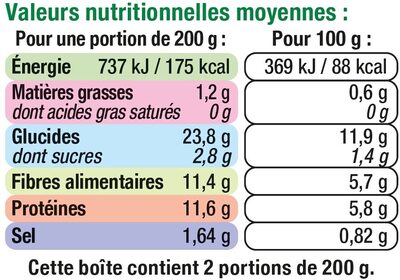 Valeurs nutritionnelles moyennes :
Pour une portion de 200 g : Pour 100 g :
Énergie 737 kJ / 175 kcal 369 kJ / 88 kcal
Matières grasses 1,2 g 0,6 g
dont acides gras saturés 0 g 0 g
Glucides 23,8 g 11,9 g
dont sucres 2,8 g 1,4 g
Fibres alimentaires 11,4 g 5,7 g
Protéines 11,6 g 5,8 g
Sel 1,64 g 0,82 g
Cette boîte contient 2 portions de 200 g.